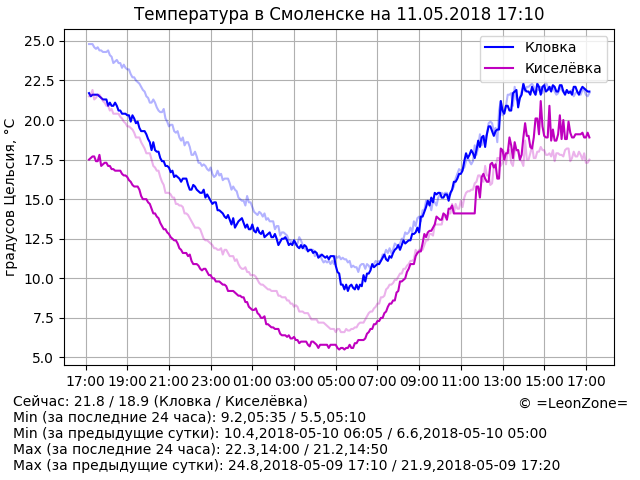 Температура в Смоленске на 11.05.2018 17:10
Кловка
Киселёвка
градусов Цельсия, °C
25.0
22.5
20.0
17.5
15.0
12.5
10.0
7.5
5.0
17:00 19:00 21:00 23:00 01:00 03:00 05:00 07:00 09:00 11:00 13:00 15:00 17:00
Сейчас: 21.8 / 18.9 (Кловка / Киселёвка)
© =LeonZone=
Min (за последние 24 часа): 9.2,05:35 / 5.5,05:10
Min (за предыдущие сутки): 10.4,2018-05-10 06:05 / 6.6,2018-05-10 05:00
Max (за последние 24 часа): 22.3,14:00 / 21.2,14:50
Max (за предыдущие сутки): 24.8,2018-05-09 17:10 / 21.9,2018-05-09 17:20